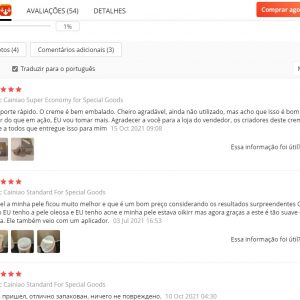 AVALIAÇÕES (54) DETALHES Comprar ago
1%
tos (4) Comentários adicionais (3)
Traduzir para o português
Cainiao Super Economy for Special Goods
porte rápido. O creme é bem embalado. Cheiro agradável, ainda não utilizado, mas acho que isso é bom
r do que em ação, EU vou tomar mais. Agradecer a você para a loja do vendedor, os criadores deste crem
e a todos que entregue isso para mim 15 Oct 2021 09:08
Essa informação foi útil?
Cainiao Standard For Special Goods
el a minha pele ficou muito melhor e que é um bom preço considerando os resultados surpreendentes C
o EU tenho a pele oleosa e EU tenho acne e minha pele estava oikirr mas agora graças a este é tão suave
da. Ele também veio com um aplicador. 03 Jul 2021 16:53
Essa informação foi útil?
Cainiao Standard For Special Goods
пришел, отлично запакован, ничего не повреждено. 10 Oct 2021 04:30